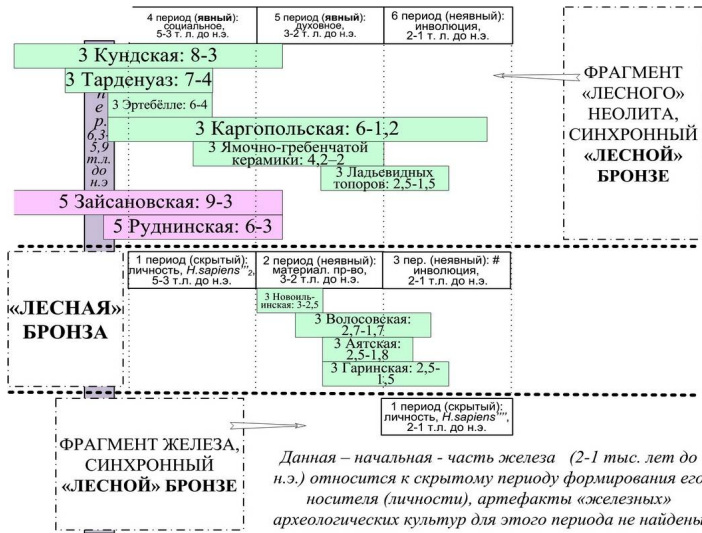 4 период (явный):
социальное,
5-3 т. л. до н.э.
5 период (явный):
духовное,
3-2 т. л. до н.э.
6 период (неявный):
инволюция,
2-1 т. л. до н.э.
3 Кундская: 8-3
3 Тарденуаз: 7-4
3 Эртебёлле: 6-4
3 Каргопольская: 6-1,2
3 Ямочно-гребенчатой
керамики: 4,2–2
3 Ладьевидных
топоров: 2,5-1,5
п
е
р.
6,3-
5,9
т.л.
до
н.э
5 Зайсановская: 9-3
5 Руднинская: 6-3
ФРАГМЕНТ
«ЛЕСНОГО»
НЕОЛИТА,
СИНХРОННЫЙ
«ЛЕСНОЙ»
БРОНЗЕ
«ЛЕСНАЯ»
БРОНЗА
1 период (скрытый):
личность, H.sapiens'''2,
5-3 т.л. до н.э.
2 период (неявный):
материал. пр-во,
3-2 т.л. до н.э.
3 пер. (неявный): #
инволюция,
2-1 т.л. до н.э.
3 Новоиль-
инская: 3-2,5
3 Волосовская:
2,7-1,7
3 Аятская:
2,5-1,8
3 Гаринская: 2,5-
1,5
ФРАГМЕНТ ЖЕЛЕЗА,
СИНХРОННЫЙ
«ЛЕСНОЙ» БРОНЗЕ
1 период (скрытый):
личность, H.sapiens'''',
2-1 т.л. до н.э.
Данная – начальная - часть железа (2-1 тыс. лет до
н.э.) относится к скрытому периоду формирования его
носителя (личности), артефакты «железных»
археологических культур для этого периода не найдены